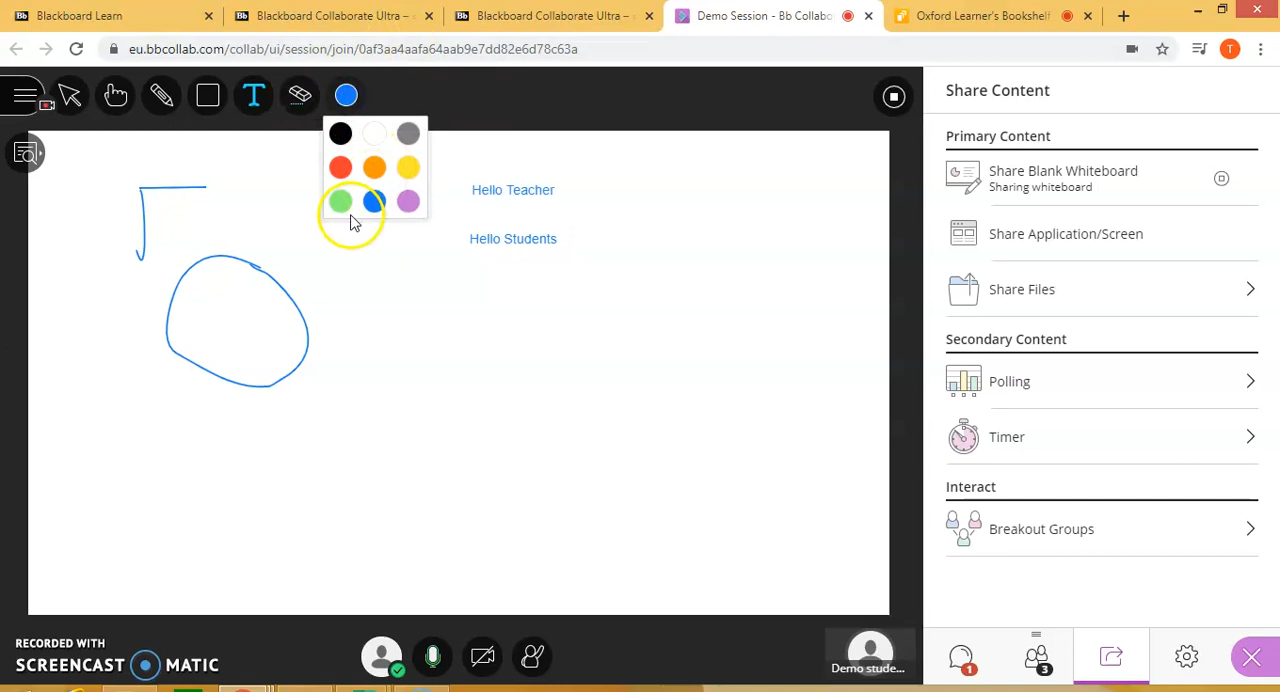 Blackboard Learn
Blackboard Collaborate Ultra –
Blackboard Collaborate Ultra –
Demo Session - Bb Collabo
Oxford Learner's Bookshelf
eu.bbcollab.com/collab/ui/session/join/0af3aa4aafa64aab9e7dd82e6d78c63a
T
Share Content
T
Primary Content
Share Blank Whiteboard
Sharing whiteboard
Hello Teacher
Share Application/Screen
Hello Students
Share Files
Secondary Content
Polling
Timer
Interact
Breakout Groups
RECORDED WITH
SCREENCAST MATIC
Demo stude...
1
3